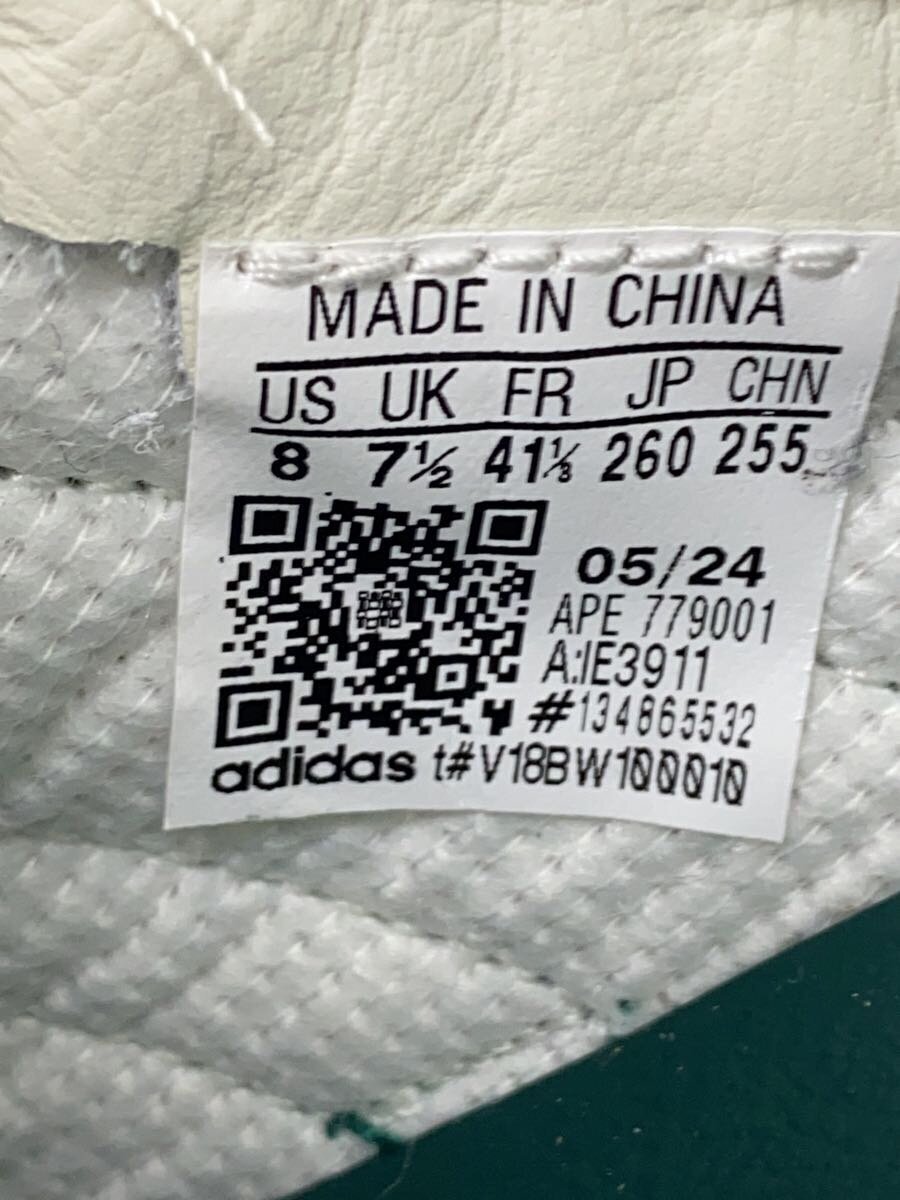 MADE IN CHINA
US UK FR JP CHN
8 7½ 41⅓ 260 255
05/24
APE 779001
A:IE3911
#134865532
adidas t#V18BW100010